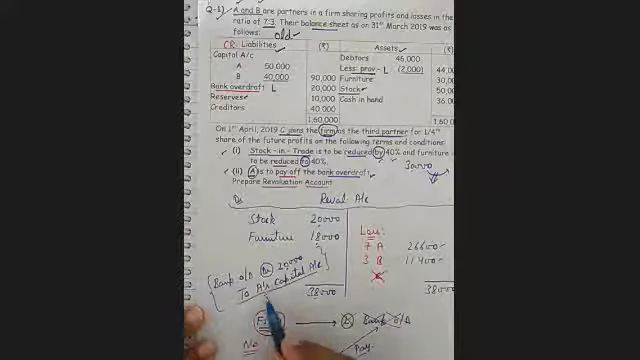 Q-1) A and B are partners in a firm sharing profits and losses in the
ratio of 7:3. Their balance sheet as on 31st March 2019 was as
follows: old
CR Liabilities (₹) Assets (₹)
Capital A/c Debtors 46,000
A 50,000 Less: prov - L (2,000) 44,
B 40,000 90,000 Furniture 30,
Bank overdraft L 20,000 Stock 50,
Reserves 10,000 Cash in hand 36,
Creditors 40,000
1,60,000 1,60
On 1st April, 2019 C joins the firm as the third partner for 1/4th
share of the future profits on the following terms and conditions:
(i) Stock - in - Trade is to be reduced by 40% and furniture i
to be reduced to 40%. 30000
(ii) A is to pay off the bank overdraft.
Prepare Revaluation Account
Dr Reval. A/c
Stock 20000 Loss
Furniture 18000 7 A 26600
3 B 11400
Bank o/D Dr 20000
To A's Capital A/c
38000 38000
Firm → Bank O/D
No Pay